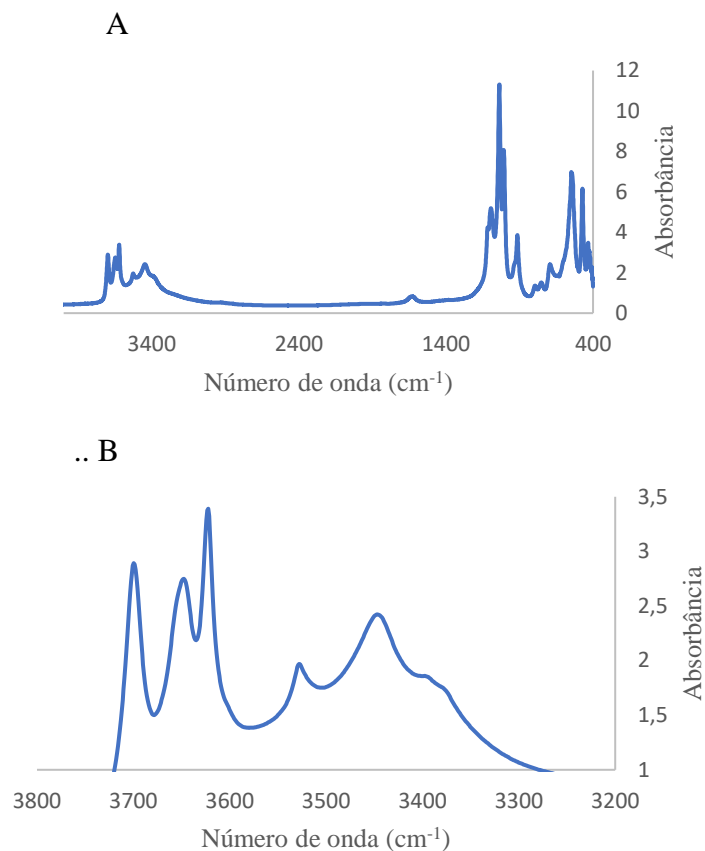 A
12
10
8
6
4
2
0
Absorbância
3400 2400 1400 400
Número de onda (cm-1)
.. B
3,5
3
2,5
2
1,5
1
Absorbância
3800 3700 3600 3500 3400 3300 3200
Número de onda (cm-1)